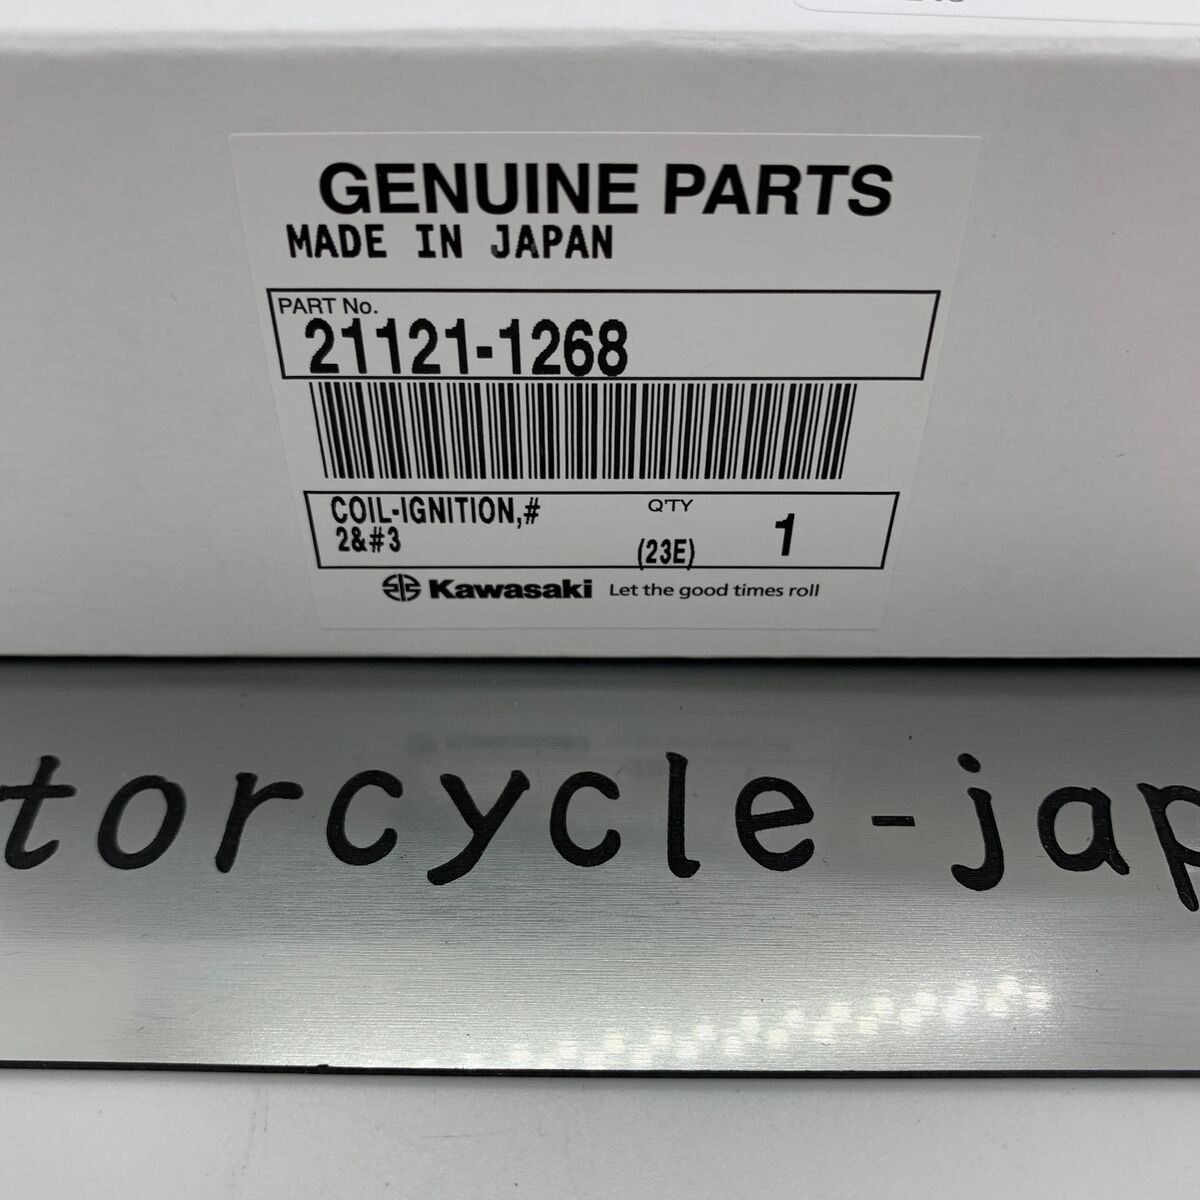 GENUINE PARTS
MADE IN JAPAN
PART No.
21121-1268
COIL-IGNITION,#
2&#3
Q'TY
(23E)
1
Kawasaki Let the good times roll
torcycle-jap